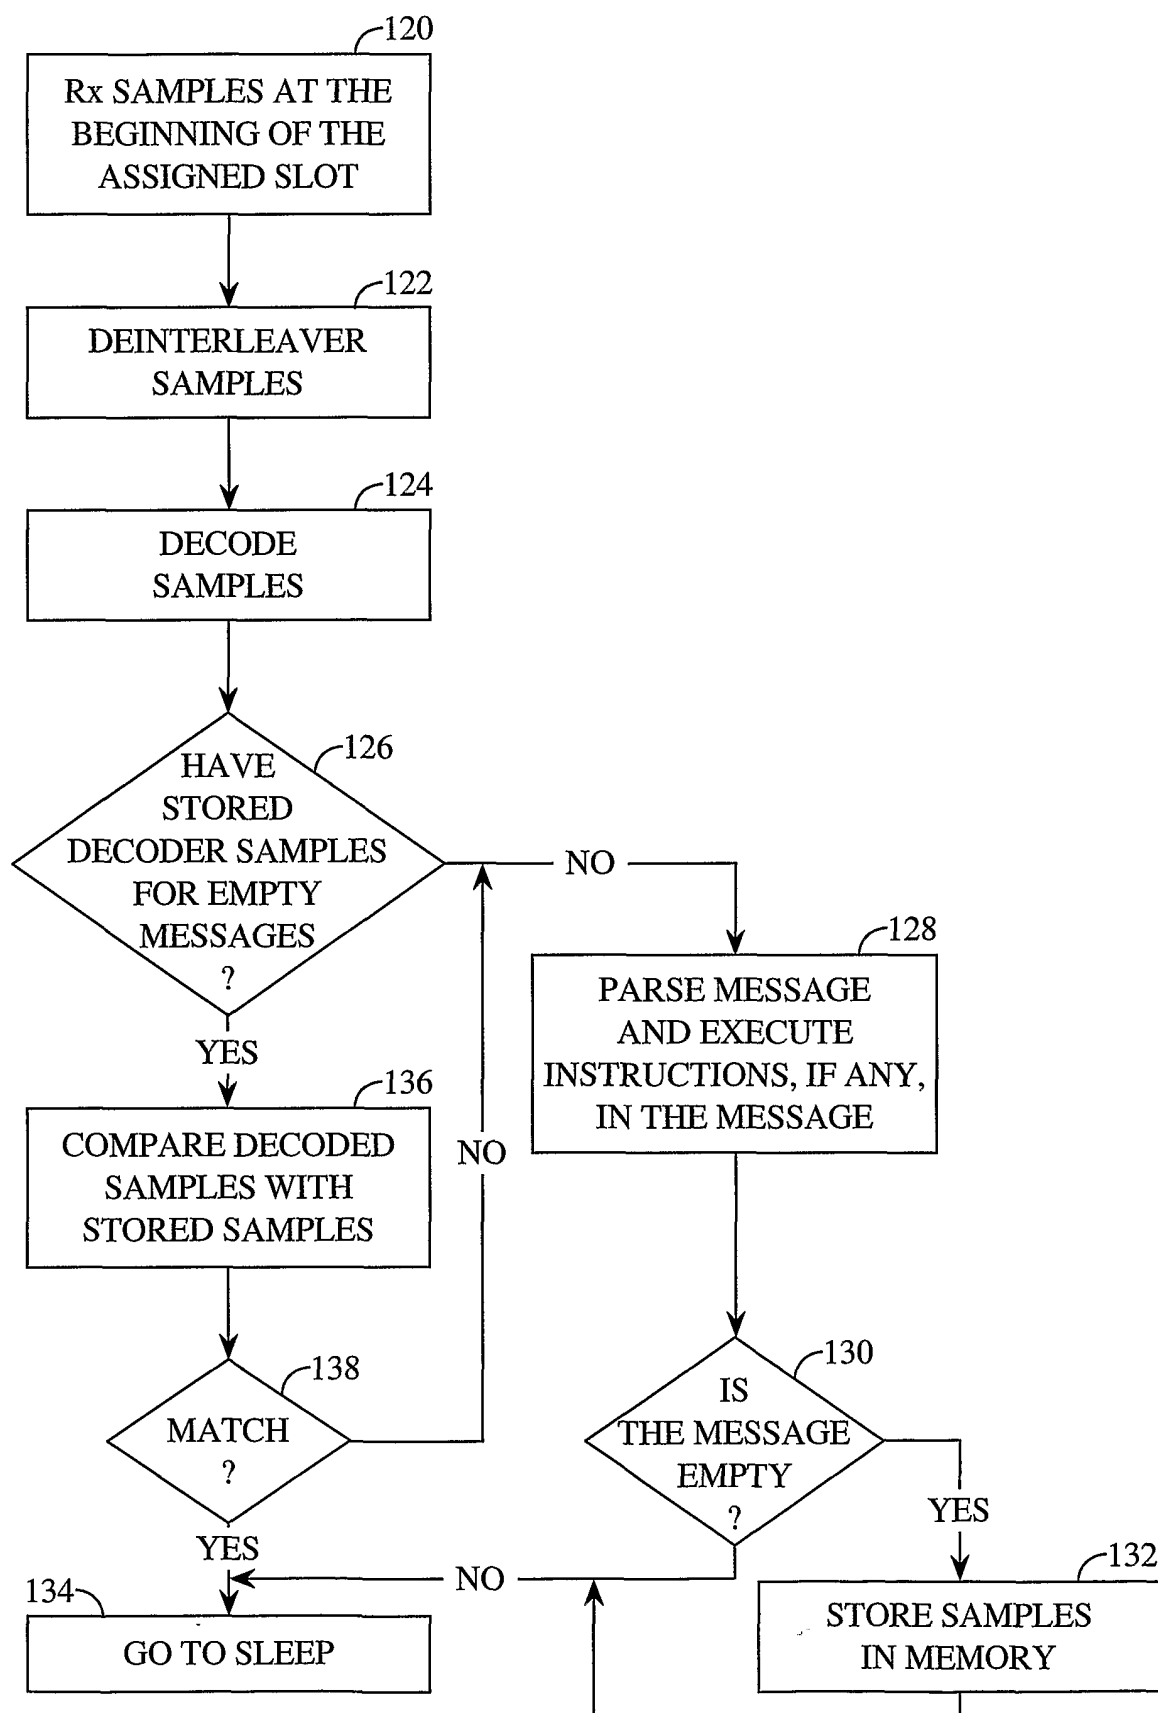 120
Rx SAMPLES AT THE
BEGINNING OF THE
ASSIGNED SLOT
122
DEINTERLEAVER
SAMPLES
124
DECODE
SAMPLES
126
HAVE
STORED
DECODER SAMPLES
FOR EMPTY
MESSAGES
?
NO
YES
128
PARSE MESSAGE
AND EXECUTE
INSTRUCTIONS, IF ANY,
IN THE MESSAGE
136
COMPARE DECODED
SAMPLES WITH
STORED SAMPLES
NO
138
MATCH
?
YES
130
IS
THE MESSAGE
EMPTY
?
YES
NO
132
STORE SAMPLES
IN MEMORY
134
GO TO SLEEP